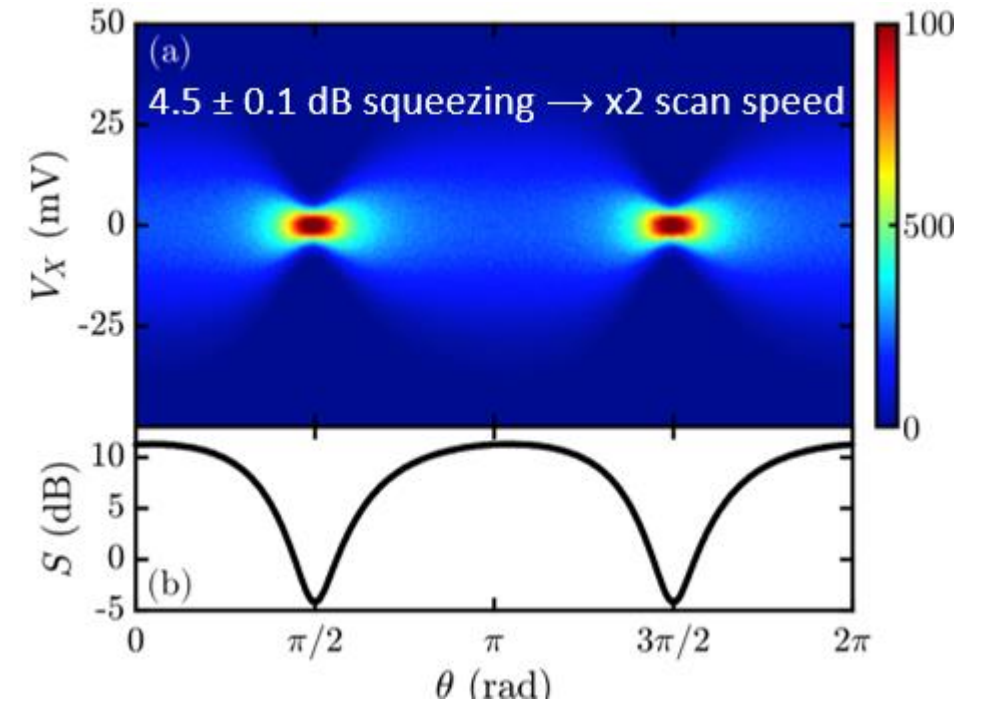 50
(a)
4.5 ± 0.1 dB squeezing → x2 scan speed
25
0
-25
V_X (mV)
100
500
0
10
5
0
-5
S (dB)
(b)
0 π/2 π 3π/2 2π
θ (rad)